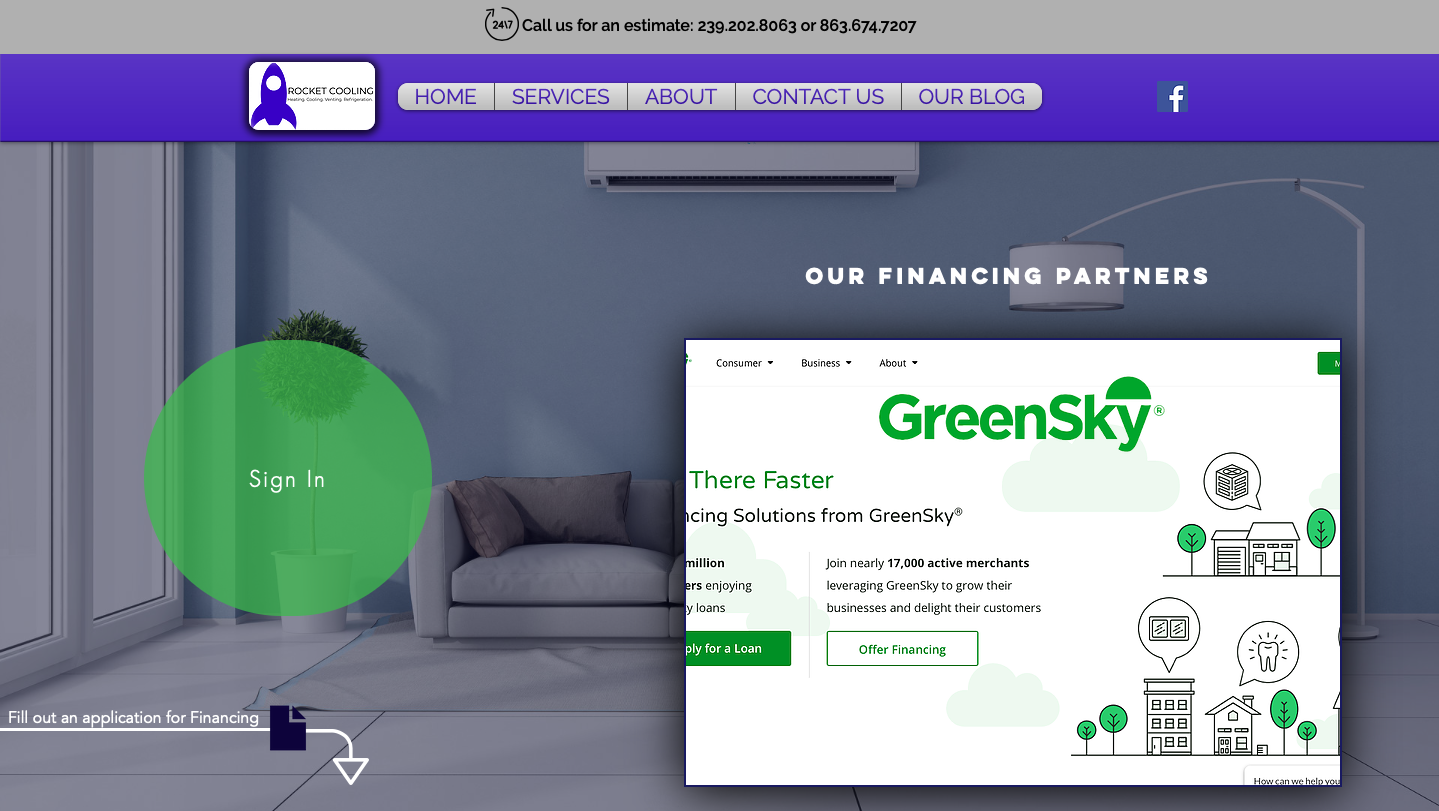 24\7 Call us for an estimate: 239.202.8063 or 863.674.7207
ROCKET COOLING
Heating. Cooling. Venting. Refrigeration.
HOME SERVICES ABOUT CONTACT US OUR BLOG
f
OUR FINANCING PARTNERS
Consumer Business About M
GreenSky®
There Faster
ncing Solutions from GreenSky®
million
ers enjoying
y loans
ply for a Loan
Join nearly 17,000 active merchants
leveraging GreenSky to grow their
businesses and delight their customers
Offer Financing
How can we help you
Sign In
Fill out an application for Financing